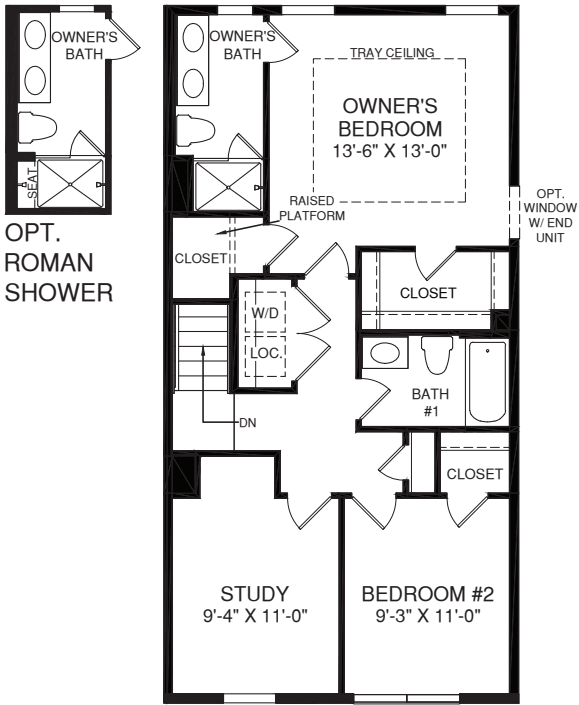 OWNER'S
BATH
SEAT
OPT.
ROMAN
SHOWER
OWNER'S
BATH
TRAY CEILING
OWNER'S
BEDROOM
13'-6" X 13'-0"
RAISED
PLATFORM
OPT.
WINDOW
W/ END
UNIT
CLOSET
CLOSET
W/D
LOC.
BATH
#1
DN
CLOSET
STUDY
9'-4" X 11'-0"
BEDROOM #2
9'-3" X 11'-0"